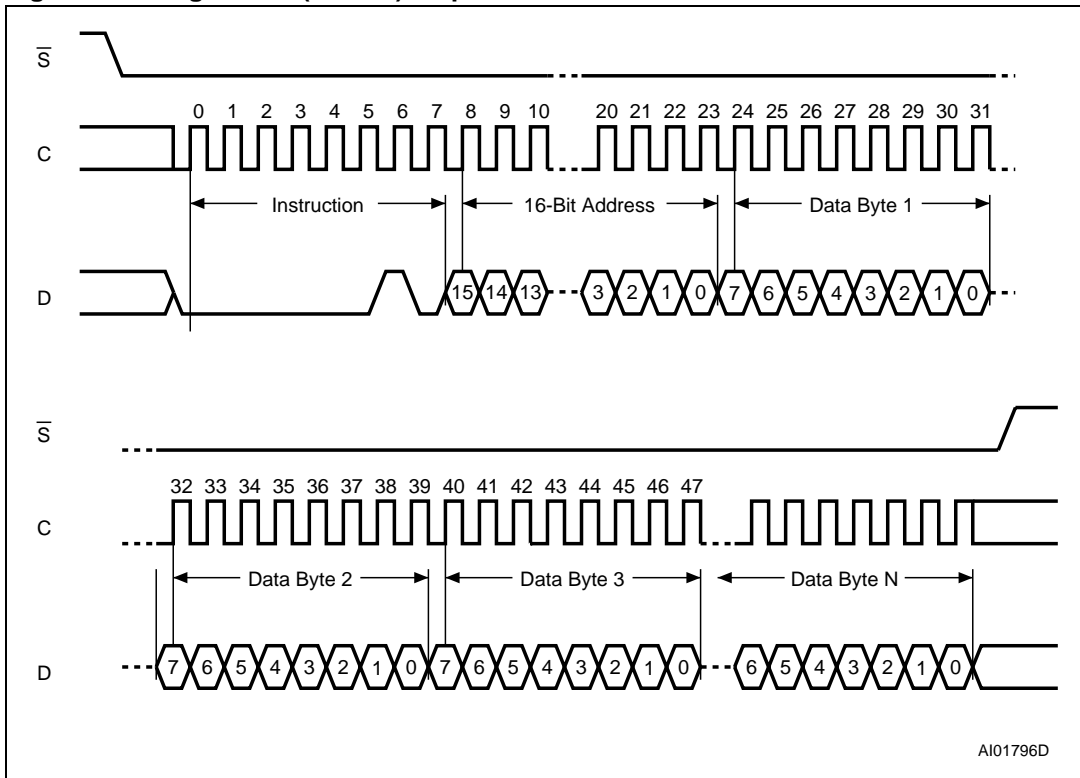 S̅
0 1 2 3 4 5 6 7 8 9 10 20 21 22 23 24 25 26 27 28 29 30 31
C
Instruction 16-Bit Address Data Byte 1
D 15 14 13 3 2 1 0 7 6 5 4 3 2 1 0
S̅
32 33 34 35 36 37 38 39 40 41 42 43 44 45 46 47
C
Data Byte 2 Data Byte 3 Data Byte N
D 7 6 5 4 3 2 1 0 7 6 5 4 3 2 1 0 6 5 4 3 2 1 0
AI01796D